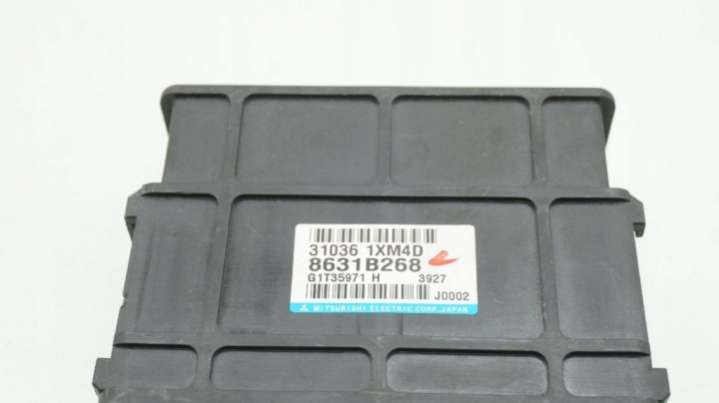 31036 1XM4D
8631B268
G1T35971 H 3927
J0002
MITSUBISHI ELECTRIC CORP. JAPAN